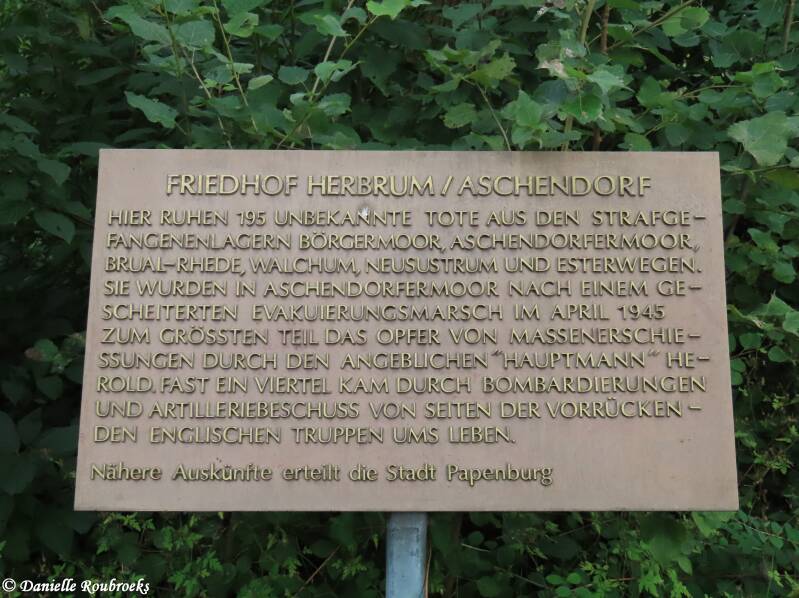 FRIEDHOF HERBRUM/ASCHENDORF
HIER RUHEN 195 UNBEKANNTE TOTE AUS DEN STRAFGE-
FANGENENLAGERN BÖRGERMOOR, ASCHENDORFERMOOR,
BRUAL-RHEDE, WALCHUM, NEUSUSTRUM UND ESTERWEGEN.
SIE WURDEN IN ASCHENDORFERMOOR NACH EINEM GE-
SCHEITERTEN EVAKUIERUNGSMARSCH IM APRIL 1945
ZUM GRÖSSTEN TEIL DAS OPFER VON MASSENERSCHIE-
SSUNGEN DURCH DEN ANGEBLICHEN "HAUPTMANN" HE-
ROLD. FAST EIN VIERTEL KAM DURCH BOMBARDIERUNGEN
UND ARTILLERIEBESCHUSS VON SEITEN DER VORRÜCKEN-
DEN ENGLISCHEN TRUPPEN UMS LEBEN.
Nähere Auskünfte erteilt die Stadt Papenburg
© Danielle Roubroeks